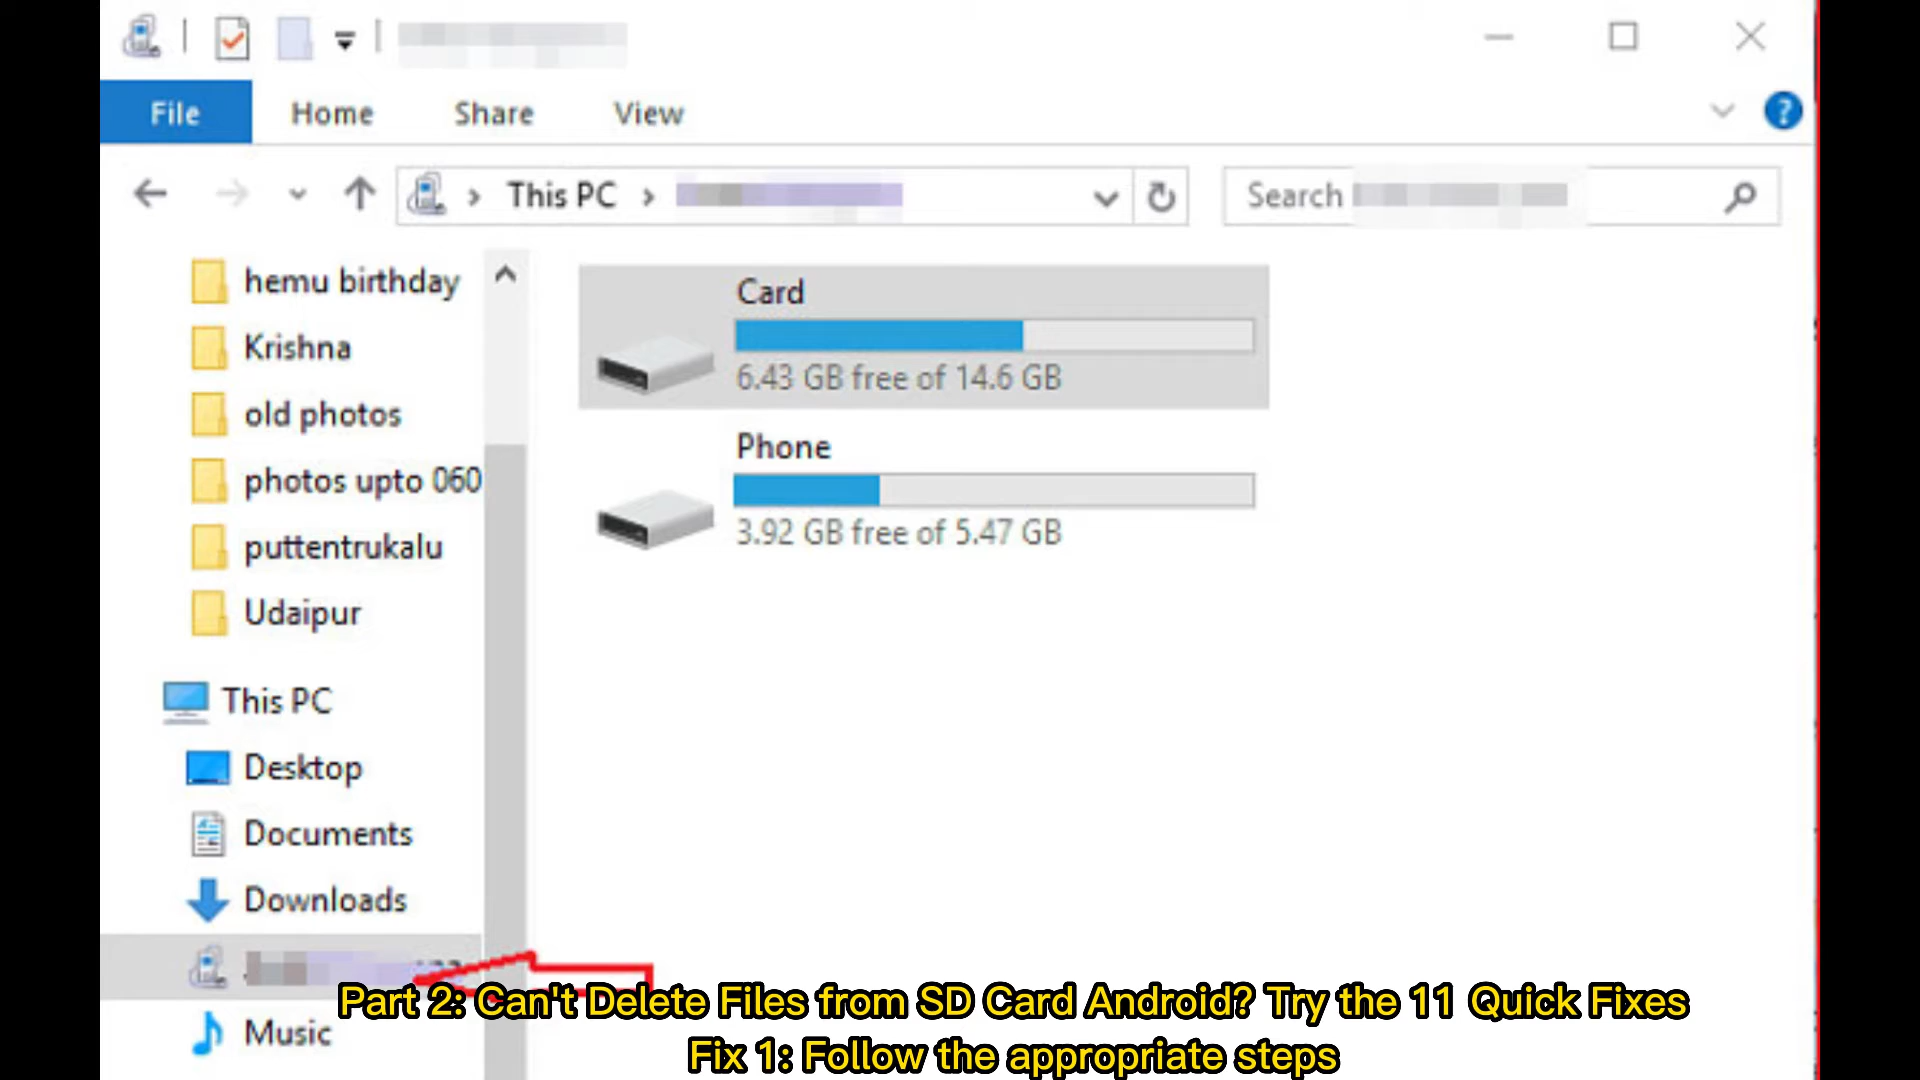 File Home Share View
This PC
Search
hemu birthday
Krishna
old photos
photos upto 060
puttentrukalu
Udaipur
This PC
Desktop
Documents
Downloads
Music
Card
6.43 GB free of 14.6 GB
Phone
3.92 GB free of 5.47 GB
Part 2: Can't Delete Files from SD Card Android? Try the 11 Quick Fixes
Fix 1: Follow the appropriate steps